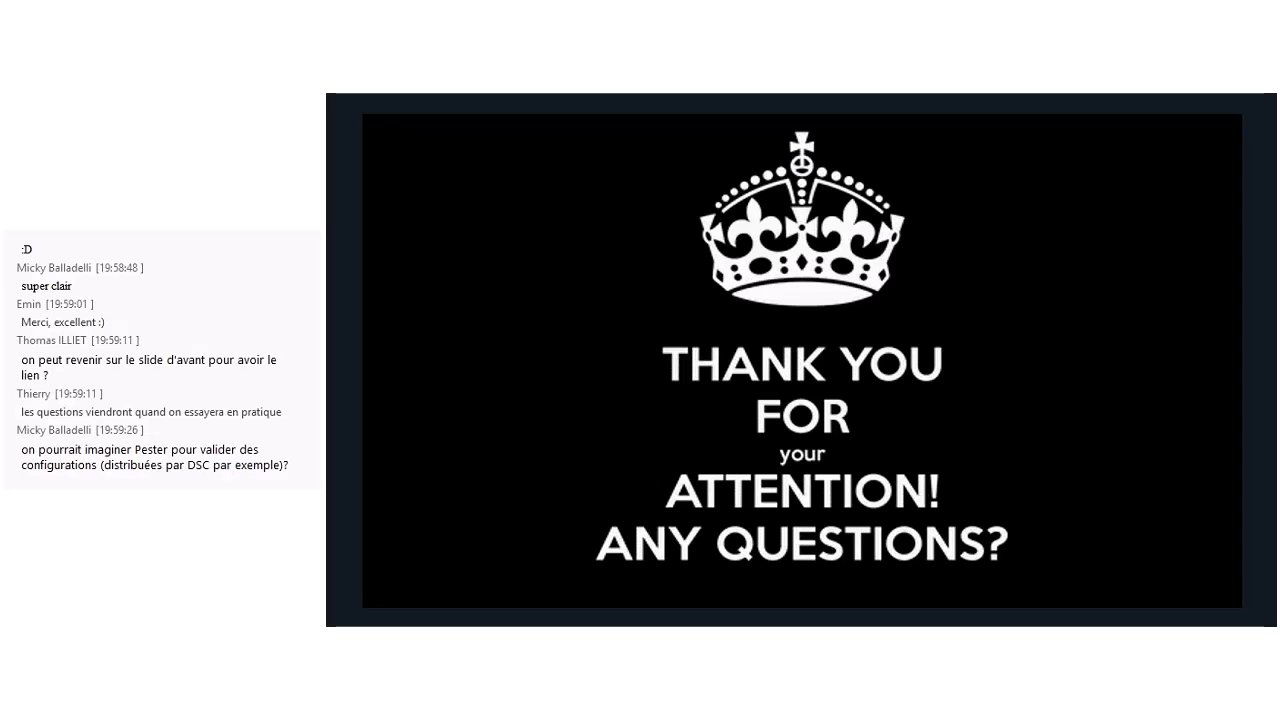 :D
Micky Balladelli [19:58:48 ]
super clair
Emin [19:59:01 ]
Merci, excellent :)
Thomas ILLIET [19:59:11 ]
on peut revenir sur le slide d'avant pour avoir le
lien ?
Thierry [19:59:11 ]
les questions viendront quand on essayera en pratique
Micky Balladelli [19:59:26 ]
on pourrait imaginer Pester pour valider des
configurations (distribuées par DSC par exemple)?
THANK YOU
FOR
your
ATTENTION!
ANY QUESTIONS?